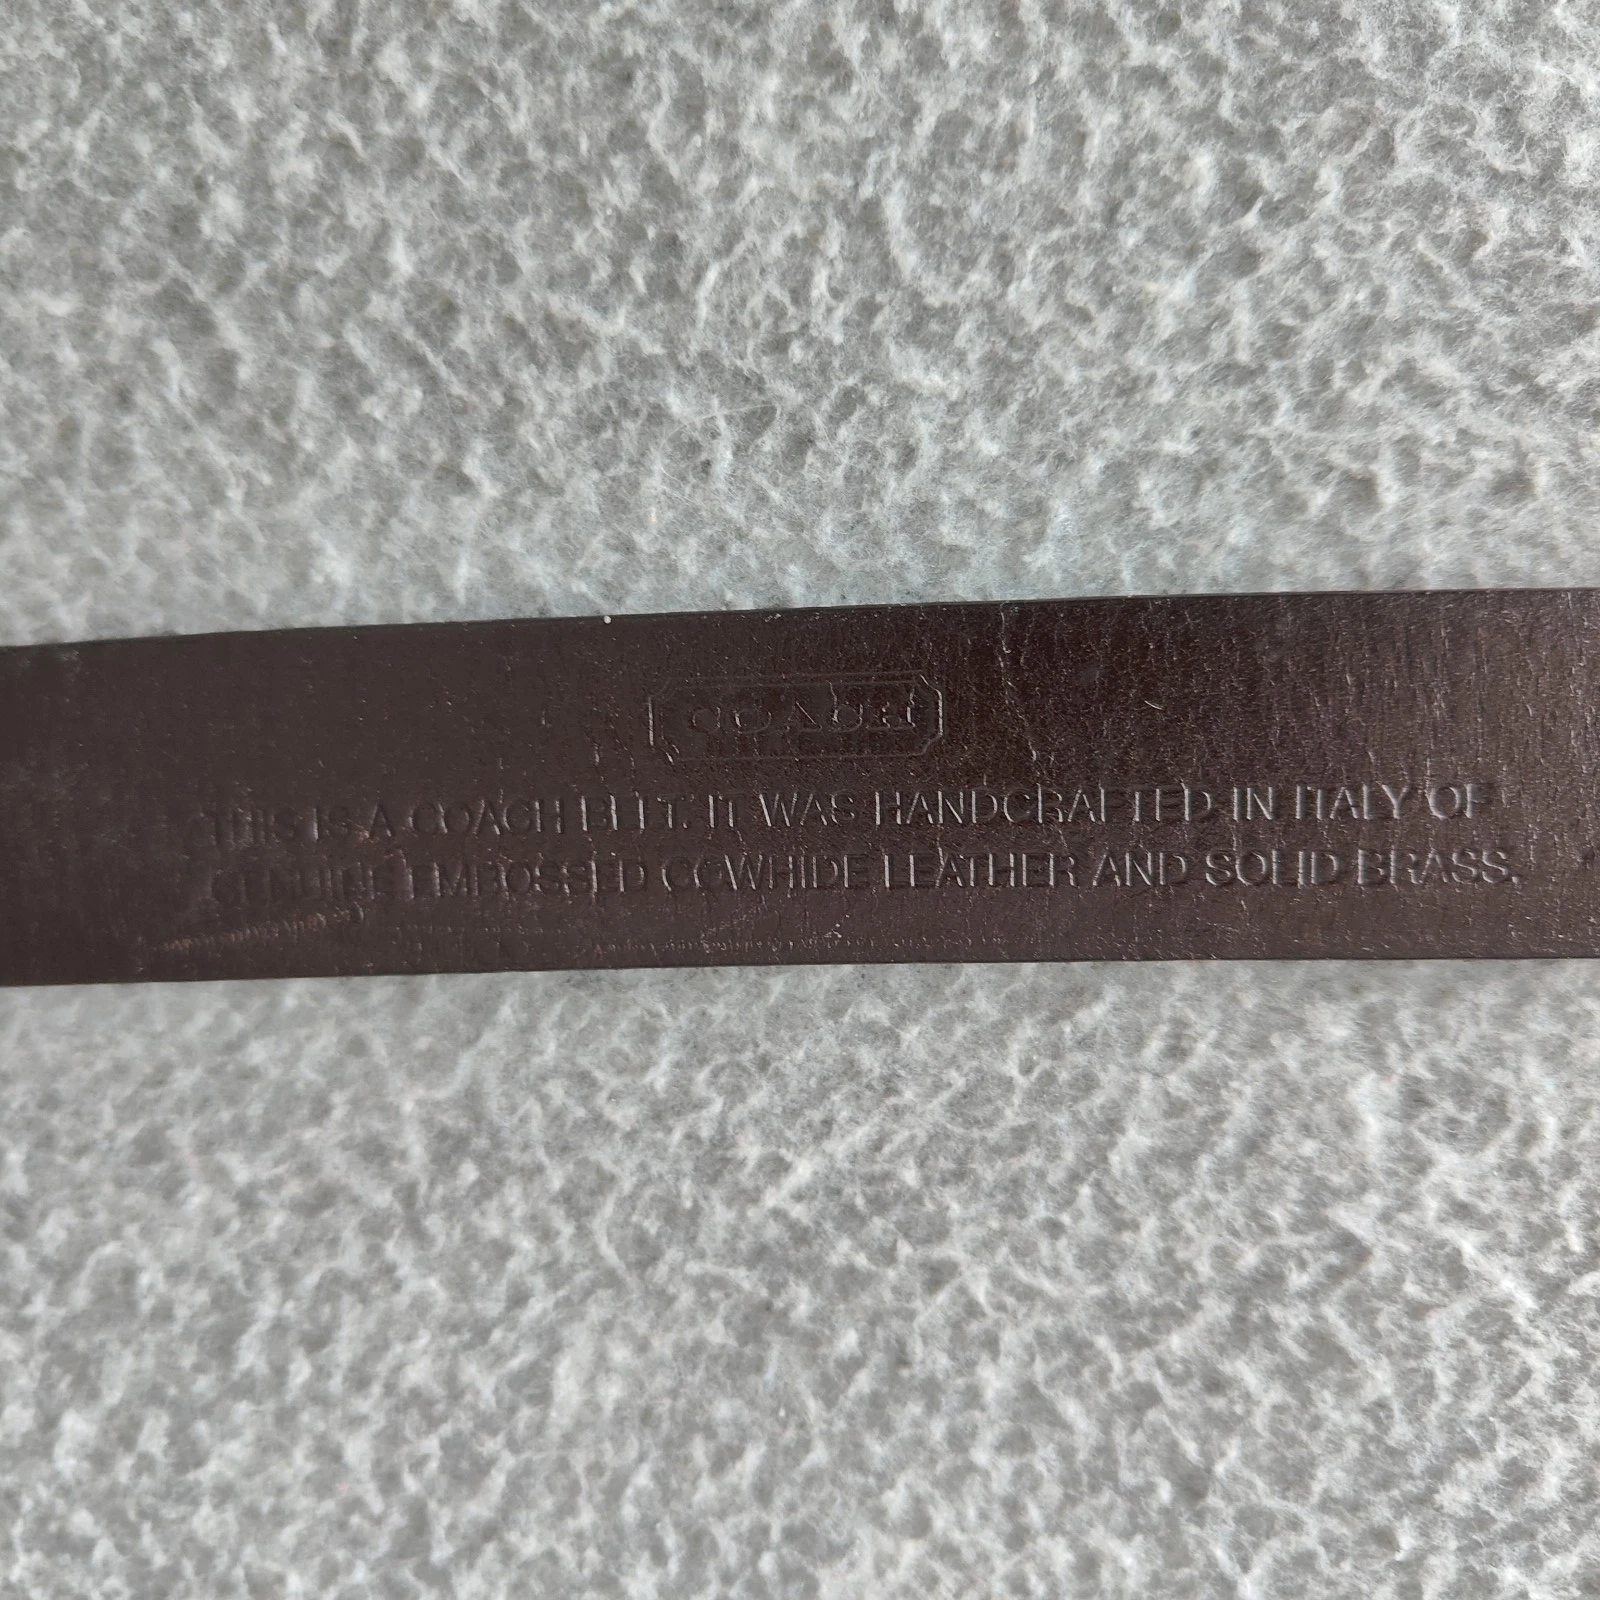 COACH
THIS IS A COACH BELT. IT WAS HANDCRAFTED IN ITALY OF
GENUINE EMBOSSED COWHIDE LEATHER AND SOLID BRASS.